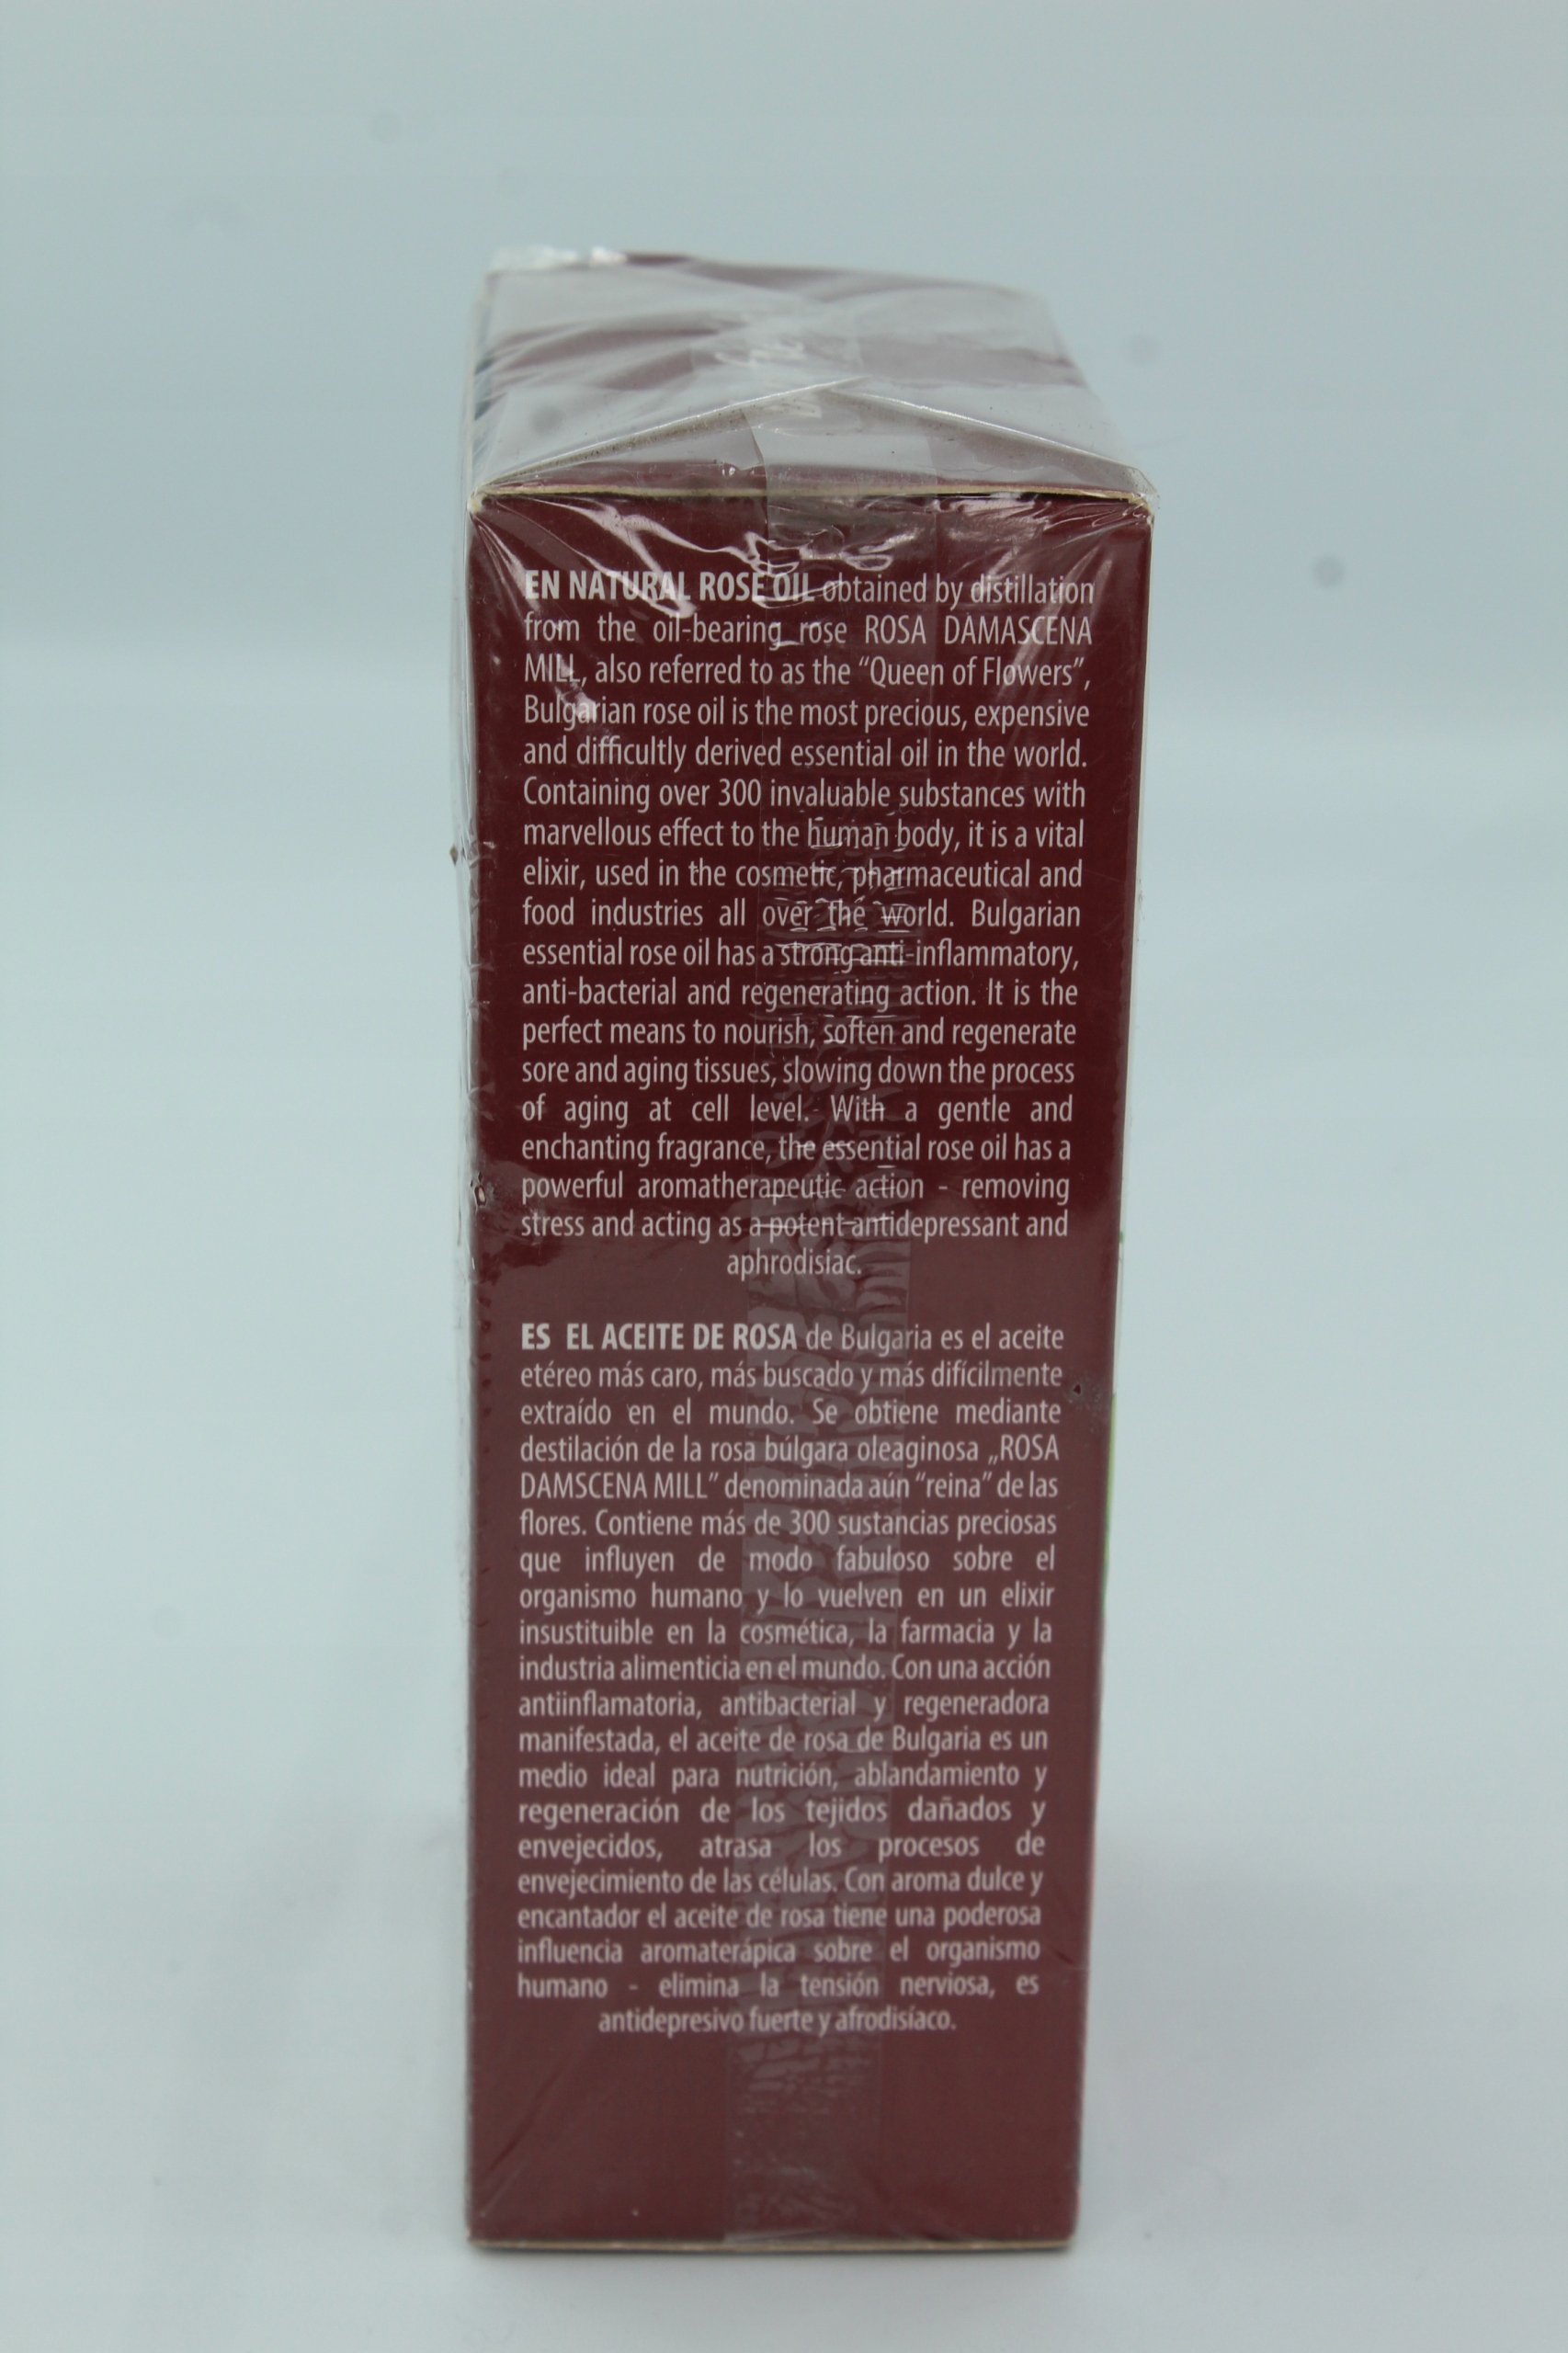 EN NATURAL ROSE OIL obtained by distillation
from the oil-bearing rose ROSA DAMASCENA
MILL, also referred to as the “Queen of Flowers”,
Bulgarian rose oil is the most precious, expensive
and difficultly derived essential oil in the world.
Containing over 300 invaluable substances with
marvellous effect to the human body, it is a vital
elixir, used in the cosmetic, pharmaceutical and
food industries all over the world. Bulgarian
essential rose oil has a strong anti-inflammatory,
anti-bacterial and regenerating action. It is the
perfect means to nourish, soften and regenerate
sore and aging tissues, slowing down the process
of aging at cell level. With a gentle and
enchanting fragrance, the essential rose oil has a
powerful aromatherapeutic action - removing
stress and acting as a potent antidepressant and
aphrodisiac.
ES EL ACEITE DE ROSA de Bulgaria es el aceite
etéreo más caro, más buscado y más difícilmente
extraído en el mundo. Se obtiene mediante
destilación de la rosa búlgara oleaginosa „ROSA
DAMSCENA MILL” denominada aún “reina” de las
flores. Contiene más de 300 sustancias preciosas
que influyen de modo fabuloso sobre el
organismo humano y lo vuelven en un elixir
insustituible en la cosmética, la farmacia y la
industria alimenticia en el mundo. Con una acción
antiinflamatoria, antibacterial y regeneradora
manifestada, el aceite de rosa de Bulgaria es un
medio ideal para nutrición, ablandamiento y
regeneración de los tejidos dañados y
envejecidos, atrasa los procesos de
envejecimiento de las células. Con aroma dulce y
encantador el aceite de rosa tiene una poderosa
influencia aromaterápica sobre el organismo
humano - elimina la tensión nerviosa, es
antidepresivo fuerte y afrodisíaco.